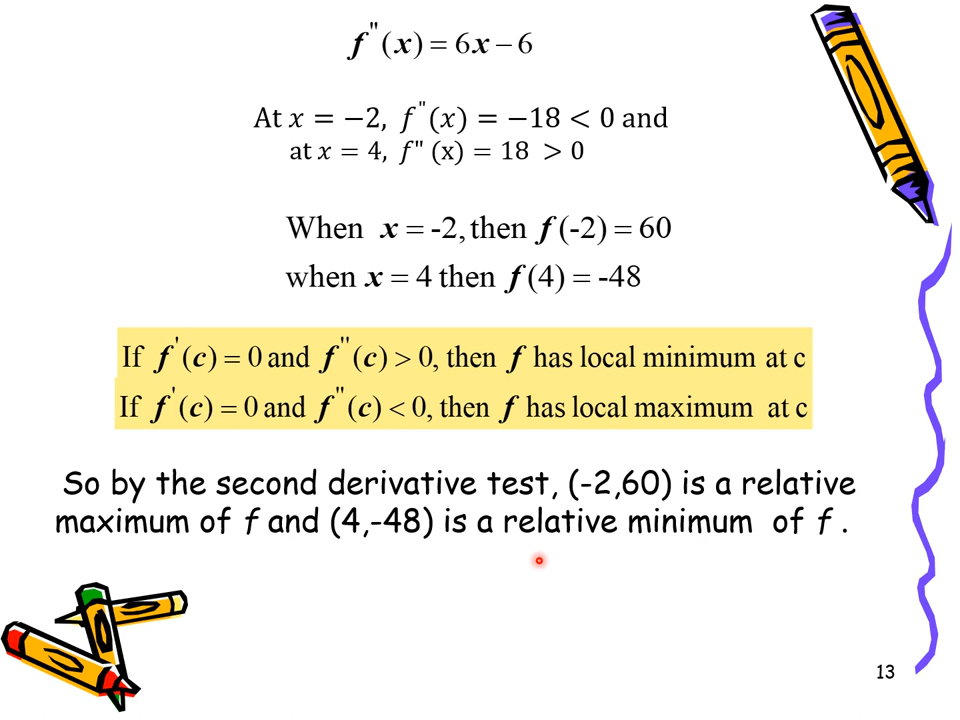 f"(x) = 6x – 6
At x = −2, f"(x) = −18 < 0 and
at x = 4, f" (x) = 18 > 0
When x = -2, then f (-2) = 60
when x = 4 then f (4) = -48
If f'(c) = 0 and f''(c) > 0, then f has local minimum at c
If f'(c) = 0 and f"(c) < 0, then f has local maximum at c
So by the second derivative test, (-2,60) is a relative
maximum of f and (4,-48) is a relative minimum of f .
13